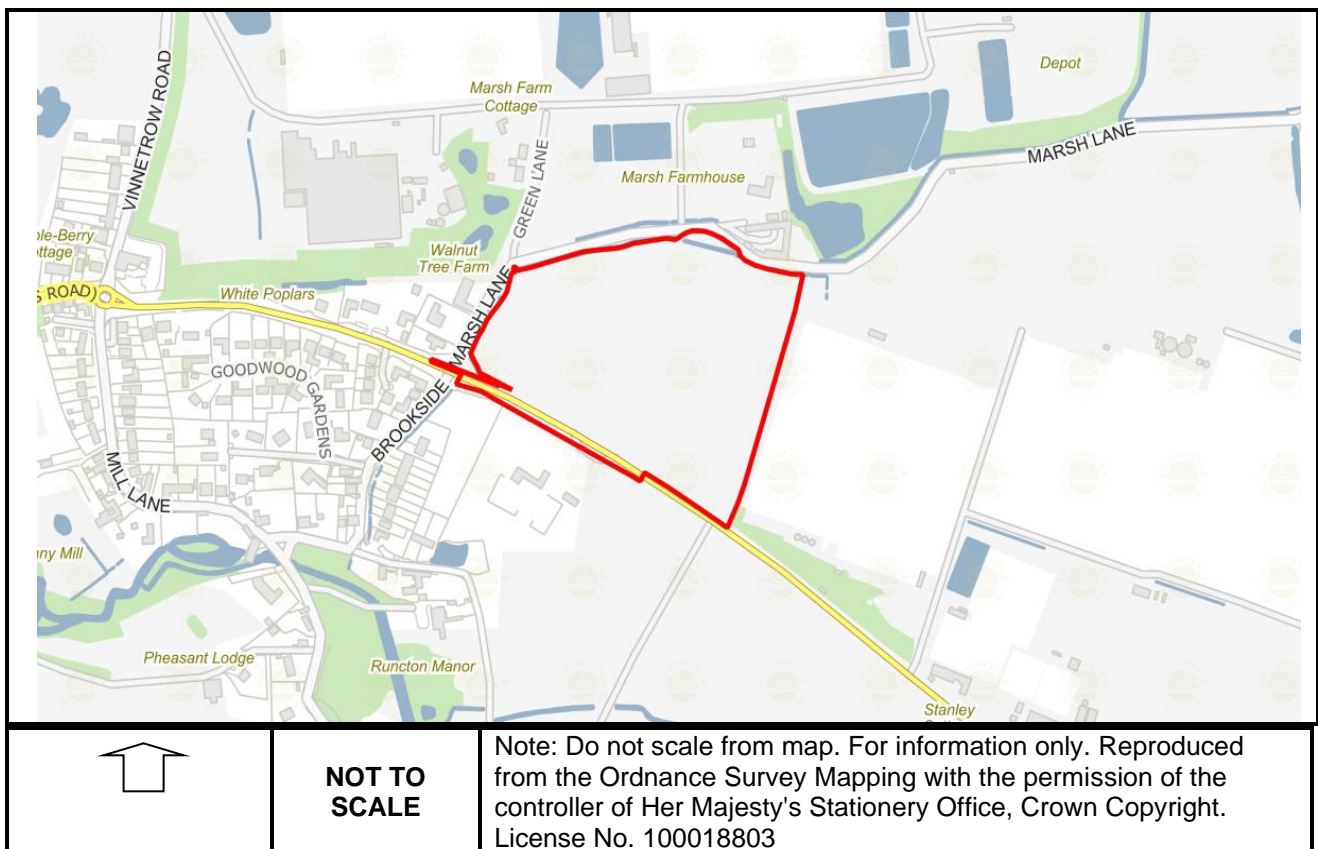 VINNETROW ROAD
Marsh Farm
Cottage
Depot
MARSH LANE
GREEN LANE
Marsh Farmhouse
ple-Berry
ottage
Walnut
Tree Farm
S ROAD)
White Poplars
MARSH LANE
GOODWOOD
GARDENS
BROOKSIDE
MILL LANE
ny Mill
Pheasant Lodge
Runcton Manor
Stanley
NOT TO
SCALE
Note: Do not scale from map. For information only. Reproduced
from the Ordnance Survey Mapping with the permission of the
controller of Her Majesty's Stationery Office, Crown Copyright.
License No. 100018803